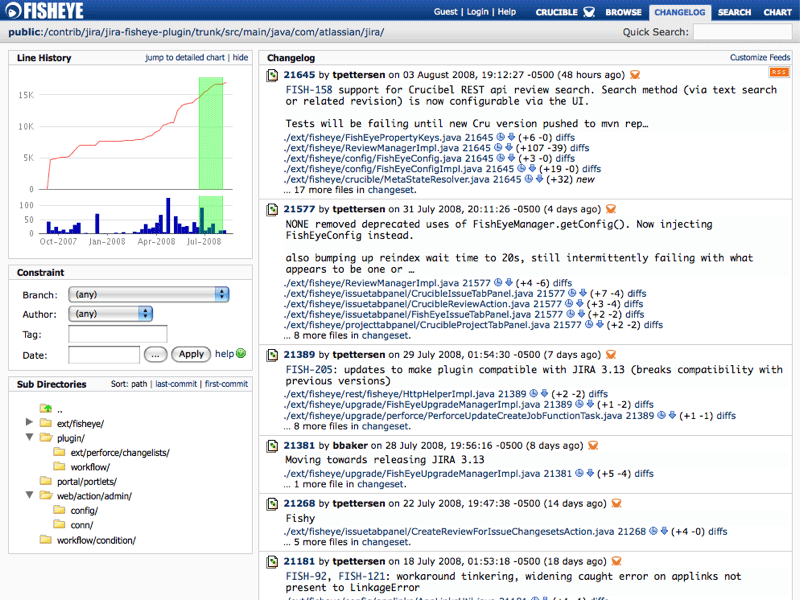 FISHEYE
Guest | Login | Help
CRUCIBLE BROWSE CHANGELOG SEARCH CHART
public:/contrib/jira/jira-fisheye-plugin/trunk/src/main/java/com/atlassian/jira/
Quick Search:
Line History
jump to detailed chart | hide
15K
5K
0
100
50
0
Oct-2007 Jan-2008 Apr-2008 Jul-2008
Constraint
Branch: (any)
Author: (any)
Tag:
Date: ... Apply help
Sub Directories
Sort: path | last-commit | first-commit
..
ext/fisheye/
plugin/
ext/perforce/changelists/
workflow/
portal/portlets/
web/action/admin/
config/
conn/
workflow/condition/
Changelog
Customize Feeds
RSS
21645 by tpettersen on 03 August 2008, 19:12:27 -0500 (48 hours ago)
FISH-158 support for Crucibel REST api review search. Search method (via text search
or related revision) is now configurable via the UI.
Tests will be failing until new Cru version pushed to mvn rep…
./ext/fisheye/FishEyePropertyKeys.java 21645 (+6 -0) diffs
./ext/fisheye/ReviewManagerImpl.java 21645 (+107 -39) diffs
./ext/fisheye/config/FishEyeConfig.java 21645 (+3 -0) diffs
./ext/fisheye/config/FishEyeConfigImpl.java 21645 (+19 -0) diffs
./ext/fisheye/crucible/MetaStateResolver.java 21645 (+32) new
... 17 more files in changeset.
21577 by tpettersen on 31 July 2008, 20:11:26 -0500 (4 days ago)
NONE removed deprecated uses of FishEyeManager.getConfig(). Now injecting
FishEyeConfig instead.
also bumping up reindex wait time to 20s, still intermittently failing with what
appears to be one or …
./ext/fisheye/ReviewManagerImpl.java 21577 (+4 -6) diffs
./ext/fisheye/issuetabpanel/CrucibleIssueTabPanel.java 21577 (+7 -4) diffs
./ext/fisheye/issuetabpanel/CrucibleReviewAction.java 21577 (+3 -4) diffs
./ext/fisheye/issuetabpanel/FishEyeIssueTabPanel.java 21577 (+2 -2) diffs
./ext/fisheye/projecttabpanel/CrucibleProjectTabPanel.java 21577 (+2 -2) diffs
... 8 more files in changeset.
21389 by tpettersen on 29 July 2008, 01:54:30 -0500 (7 days ago)
FISH-205: updates to make plugin compatible with JIRA 3.13 (breaks compatibility with
previous versions)
./ext/fisheye/rest/fisheye/HttpHelperImpl.java 21389 (+2 -2) diffs
./ext/fisheye/upgrade/FishEyeUpgradeManagerImpl.java 21389 (+1 -2) diffs
./ext/fisheye/upgrade/perforce/PerforceUpdateCreateJobFunctionTask.java 21389 (+1 -1) diffs
... 8 more files in changeset.
21381 by bbaker on 28 July 2008, 19:56:16 -0500 (8 days ago)
Moving towards releasing JIRA 3.13
./ext/fisheye/upgrade/FishEyeUpgradeManagerImpl.java 21381 (+5 -4) diffs
... 1 more file in changeset.
21268 by tpettersen on 22 July 2008, 19:47:38 -0500 (14 days ago)
Fishy
./ext/fisheye/issuetabpanel/CreateReviewForIssueChangesetsAction.java 21268 (+4 -0) diffs
... 5 more files in changeset.
21181 by tpettersen on 18 July 2008, 01:53:18 -0500 (18 days ago)
FISH-92, FISH-121: workaround tinkering, widening caught error on applinks not
present to LinkageError